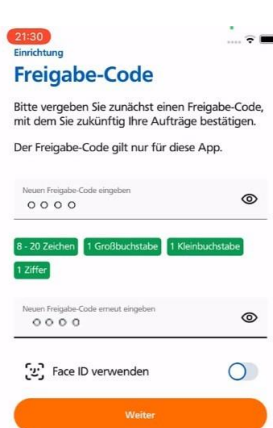 21:30
Einrichtung
Freigabe-Code
Bitte vergeben Sie zunächst einen Freigabe-Code,
mit dem Sie zukünftig Ihre Aufträge bestätigen.
Der Freigabe-Code gilt nur für diese App.
Neuen Freigabe-Code eingeben
8 - 20 Zeichen 1 Großbuchstabe 1 Kleinbuchstabe
1 Ziffer
Neuen Freigabe-Code erneut eingeben
Face ID verwenden
Weiter